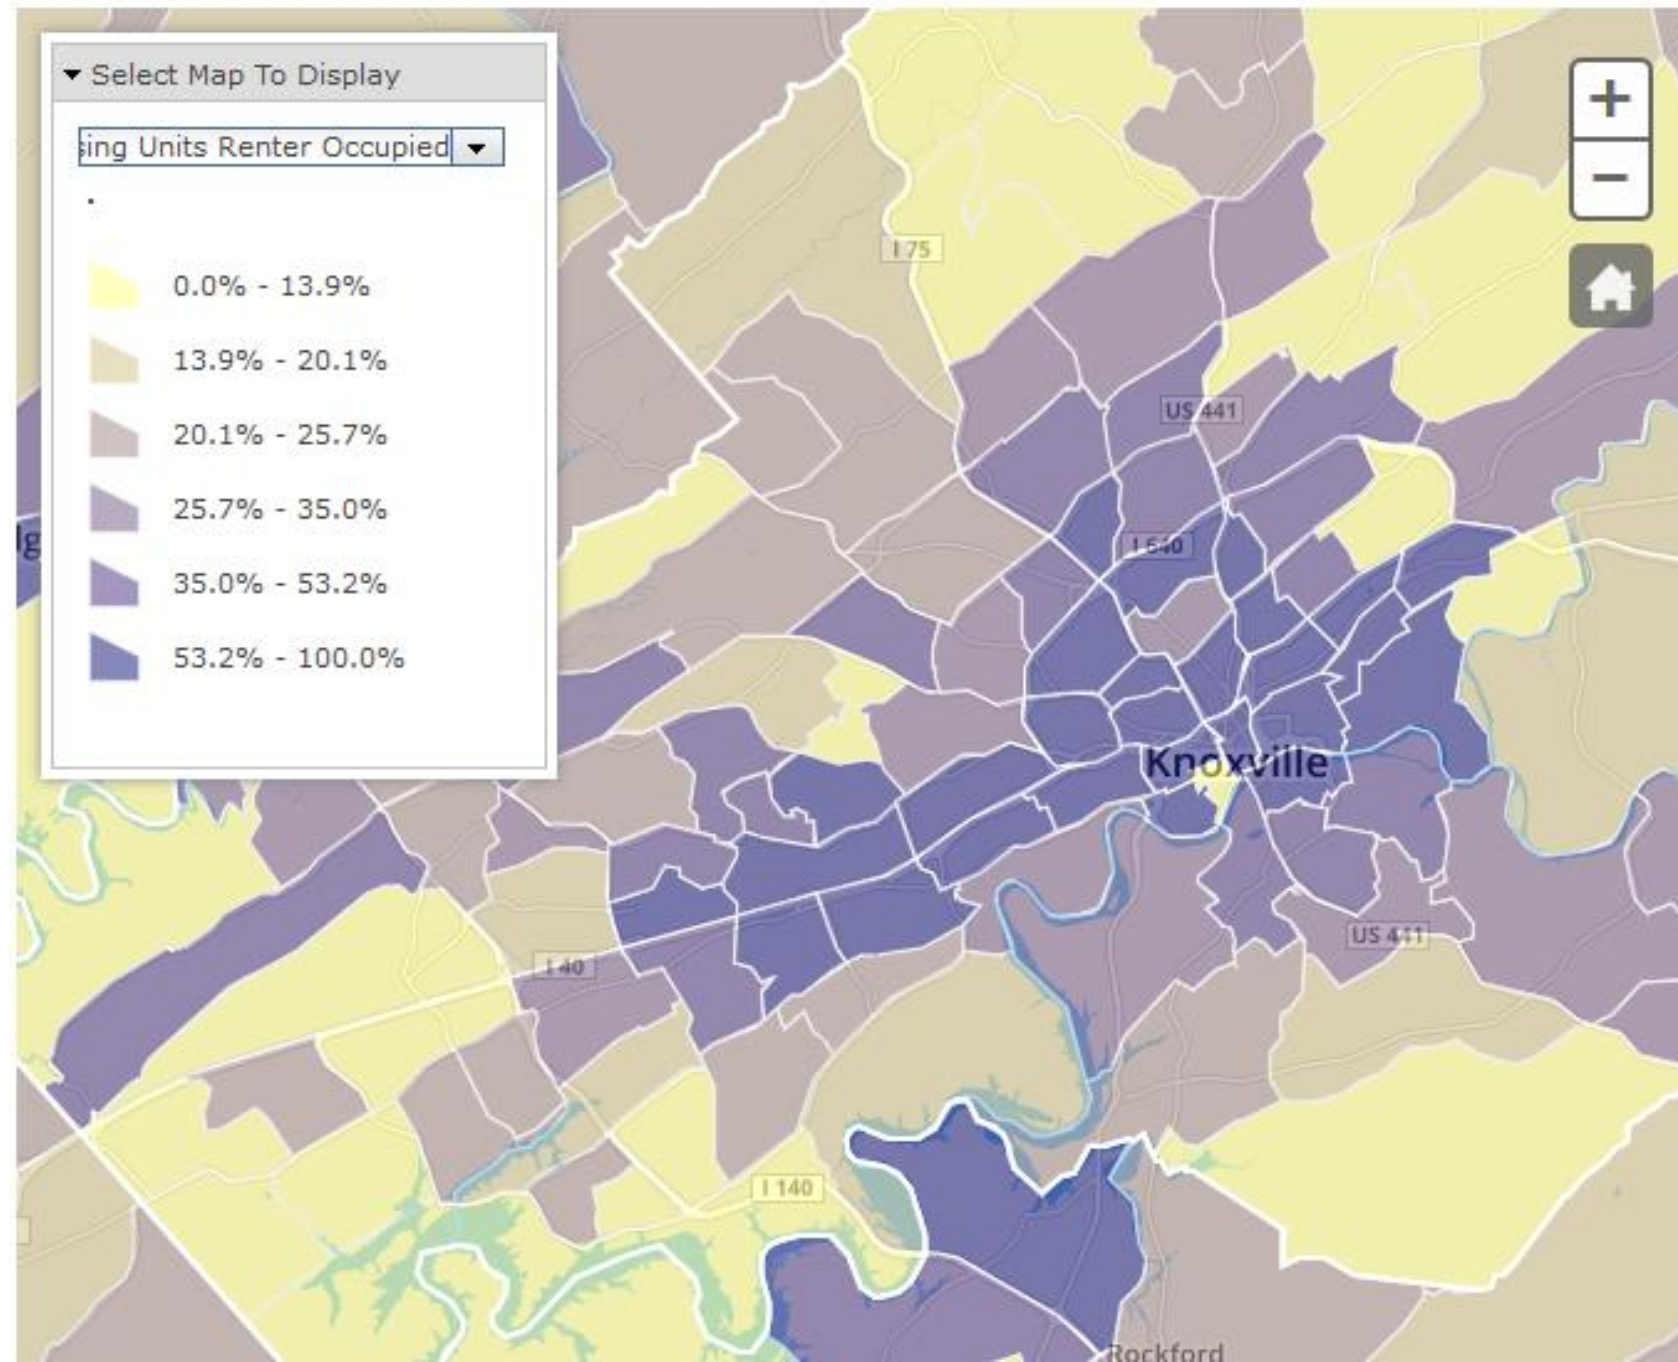 Select Map To Display
sing Units Renter Occupied
.
0.0% - 13.9%
13.9% - 20.1%
20.1% - 25.7%
25.7% - 35.0%
35.0% - 53.2%
53.2% - 100.0%
+
−
I 75
US 441
lg
I 640
Knoxville
US 441
I 40
I 140
Rockford